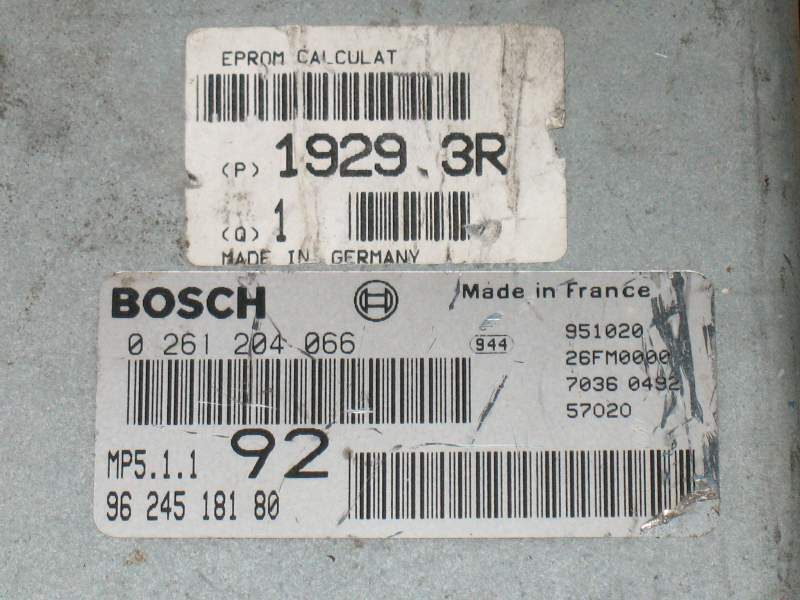 EPROM CALCULAT
(P) 1929.3R
(Q) 1
MADE IN GERMANY
BOSCH
Made in France
0 261 204 066
944
951020
26FM0000
7036 0492
57020
MP5.1.1
92
96 245 181 80